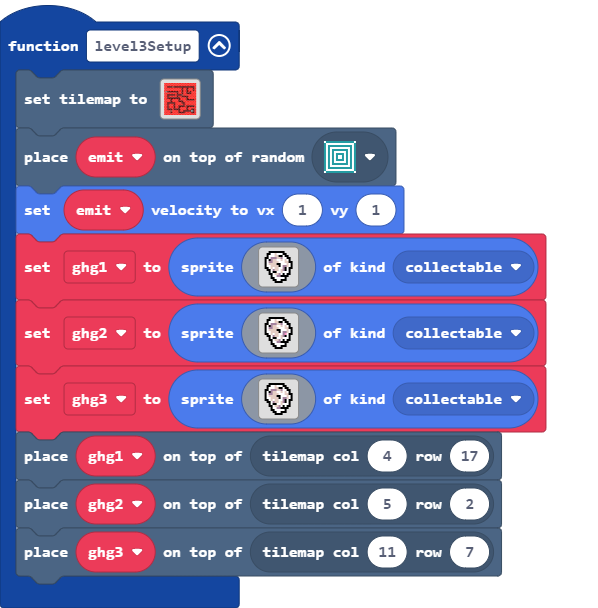 function level3Setup
set tilemap to
place emit on top of random
set emit velocity to vx 1 vy 1
set ghg1 to sprite of kind collectable
set ghg2 to sprite of kind collectable
set ghg3 to sprite of kind collectable
place ghg1 on top of tilemap col 4 row 17
place ghg2 on top of tilemap col 5 row 2
place ghg3 on top of tilemap col 11 row 7